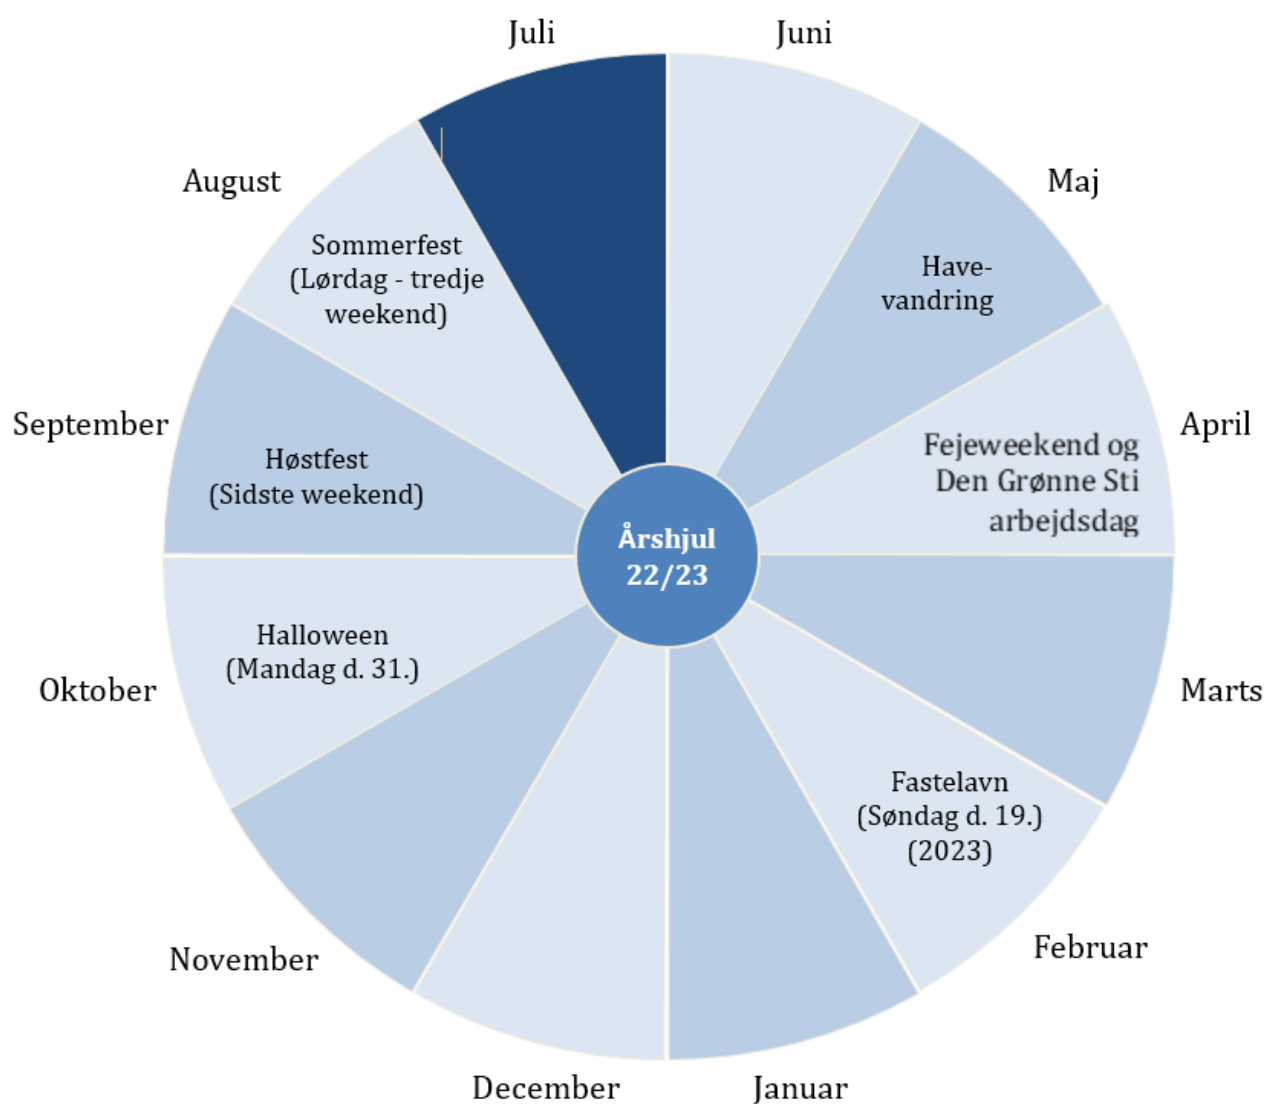 Juli
Juni
August
Maj
Sommerfest
(Lørdag - tredje
weekend)
Have-
vandring
September
April
Høstfest
(Sidste weekend)
Fejeweekend og
Den Grønne Sti
arbejdsdag
Årshjul
22/23
Halloween
(Mandag d. 31.)
Oktober
Marts
Fastelavn
(Søndag d. 19.)
(2023)
November
Februar
December
Januar